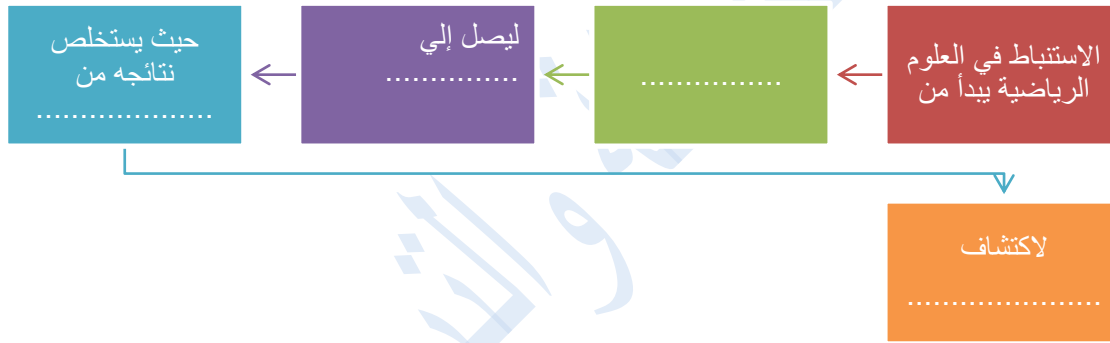 الاستنباط في العلوم
الرياضية يبدأ من
................
ليصل إلي
...............
حيث يستخلص
نتائجه من
....................
لاكتشاف
......................